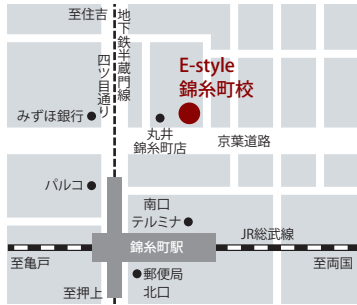 至住吉
地下鉄半蔵門線
四ツ目通り
E-style
錦糸町校
みずほ銀行
丸井
錦糸町店
京葉道路
パルコ
南口
テルミナ
JR総武線
錦糸町駅
至亀戸
至両国
郵便局
北口
至押上